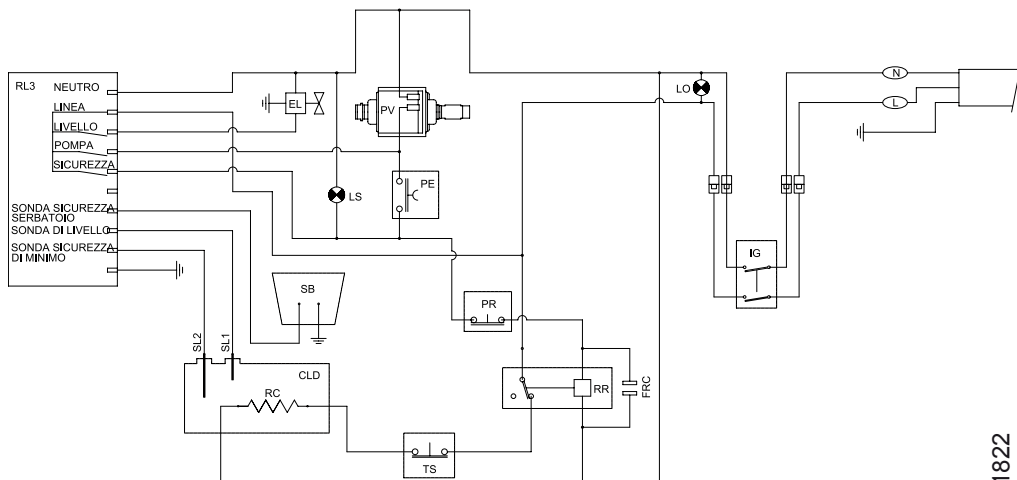 RL3
NEUTRO
LINEA
LIVELLO
POMPA
SICUREZZA
SONDA SICUREZZA
SERBATOIO
SONDA DI LIVELLO
SONDA SICUREZZA
DI MINIMO
EL
PV
LS
PE
LO
N
L
IG
SB
PR
SL2
SL1
CLD
RC
TS
RR
FRC
1822